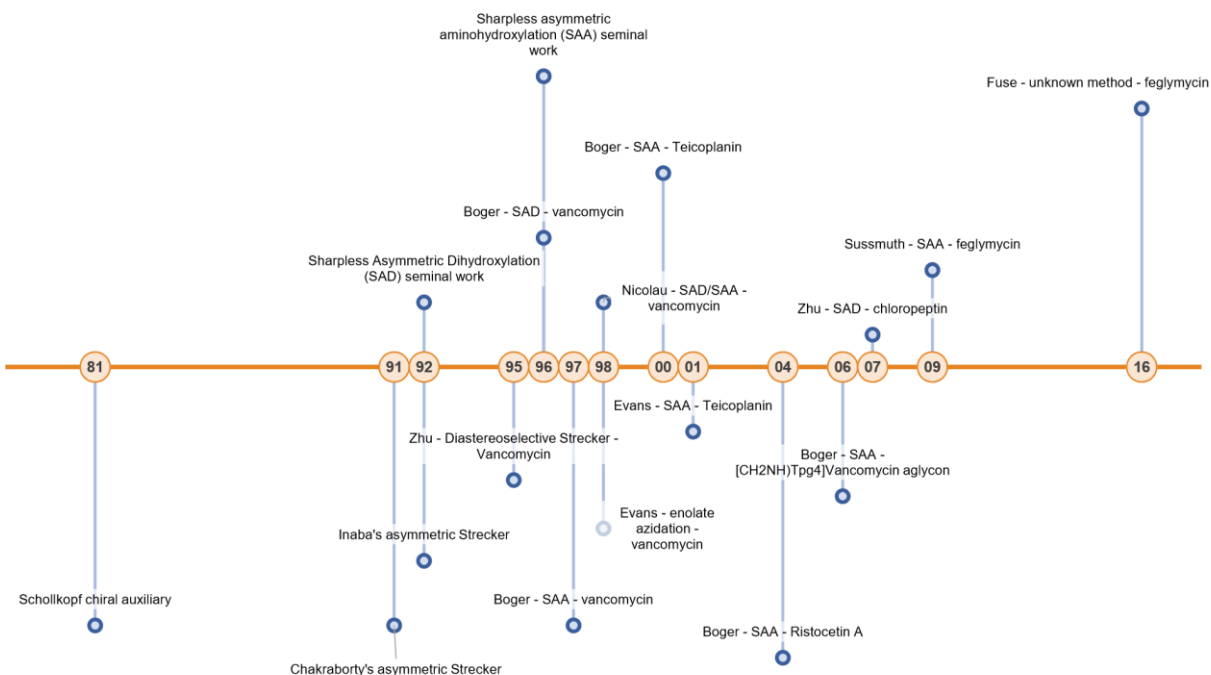 Sharpless asymmetric
aminohydroxylation (SAA) seminal
work
Fuse - unknown method - feglymycin
Boger - SAA - Teicoplanin
Boger - SAD - vancomycin
Sussmuth - SAA - feglymycin
Sharpless Asymmetric Dihydroxylation
(SAD) seminal work
Nicolau - SAD/SAA -
vancomycin
Zhu - SAD - chloropeptin
81 91 92 95 96 97 98 00 01 04 06 07 09 16
Evans - SAA - Teicoplanin
Zhu - Diastereoselective Strecker -
Vancomycin
Boger - SAA -
[CH2NH)Tpg4]Vancomycin aglycon
Inaba's asymmetric Strecker
Evans - enolate
azidation -
vancomycin
Schollkopf chiral auxiliary
Boger - SAA - vancomycin
Boger - SAA - Ristocetin A
Chakraborty's asymmetric Strecker